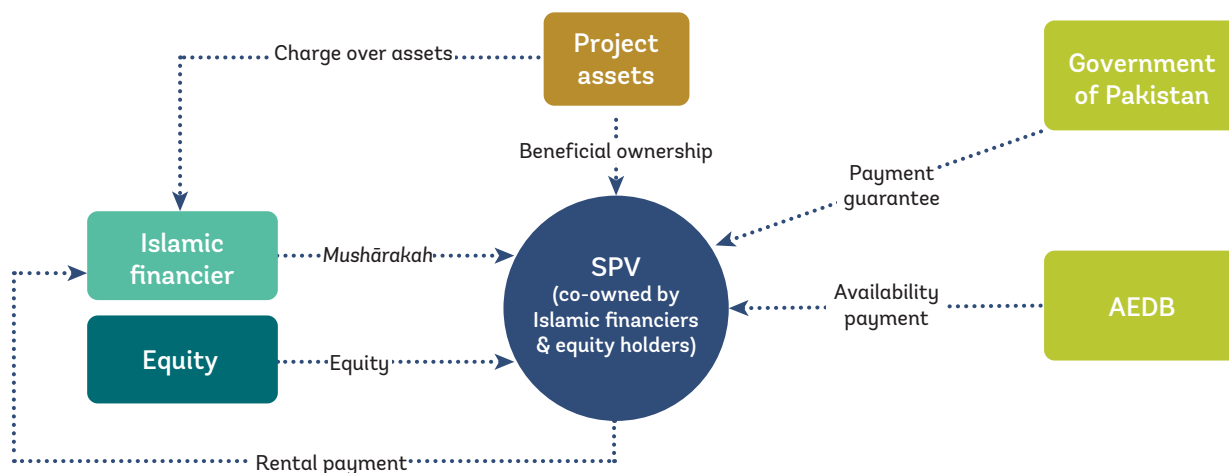 Charge over assets
Project
assets
Government
of Pakistan
Beneficial ownership
Payment
guarantee
Islamic
financier
Mushārakah
SPV
(co-owned by
Islamic financiers
& equity holders)
Availability
payment
AEDB
Equity
Equity
Rental payment